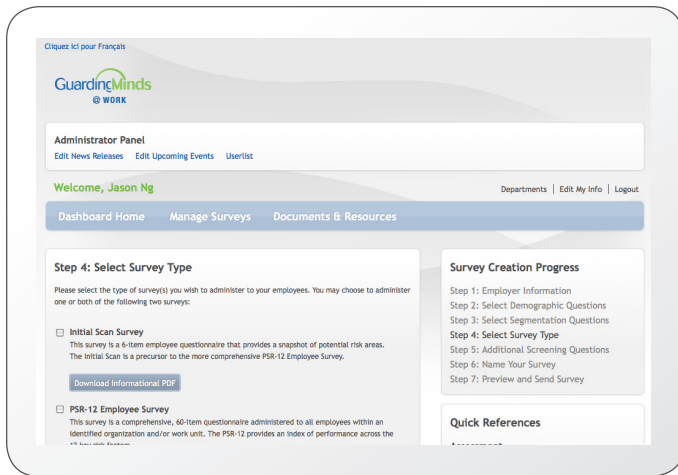 Cliquez ici pour Français
GuardingMinds
@ WORK
Administrator Panel
Edit News Releases Edit Upcoming Events Userlist
Welcome, Jason Ng
Departments | Edit My Info | Logout
Dashboard Home Manage Surveys Documents & Resources
Step 4: Select Survey Type
Please select the type of survey(s) you wish to administer to your employees. You may choose to administer
one or both of the following two surveys:
Initial Scan Survey
This survey is a 6-item employee questionnaire that provides a snapshot of potential risk areas.
The Initial Scan is a precursor to the more comprehensive PSR-12 Employee Survey.
Download Informational PDF
PSR-12 Employee Survey
This survey is a comprehensive, 60-item questionnaire administered to all employees within an
identified organization and/or work unit. The PSR-12 provides an index of performance across the
12 key risk factors
Survey Creation Progress
Step 1: Employer Information
Step 2: Select Demographic Questions
Step 3: Select Segmentation Questions
Step 4: Select Survey Type
Step 5: Additional Screening Questions
Step 6: Name Your Survey
Step 7: Preview and Send Survey
Quick References
Assessment